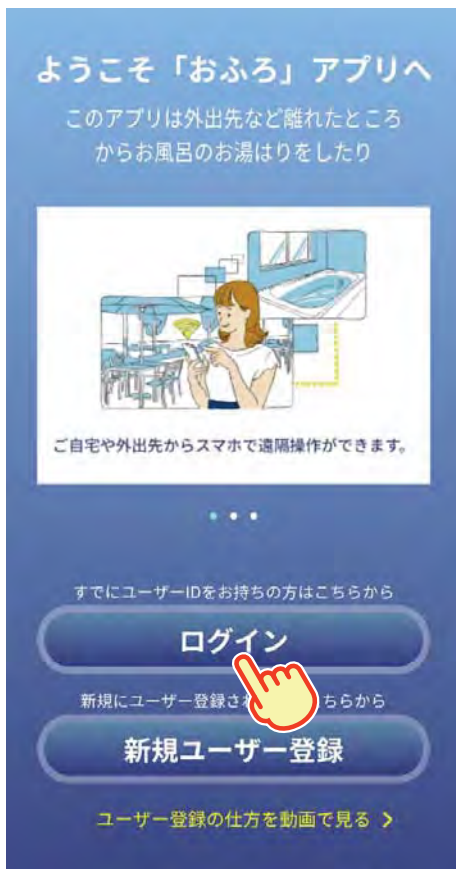 ようこそ「おふろ」アプリへ
このアプリは外出先など離れたところ
からお風呂のお湯はりをしたり
ご自宅や外出先からスマホで遠隔操作ができます。
すでにユーザーIDをお持ちの方はこちらから
ログイン
新規にユーザー登録さ ちらから
新規ユーザー登録
ユーザー登録の仕方を動画で見る >